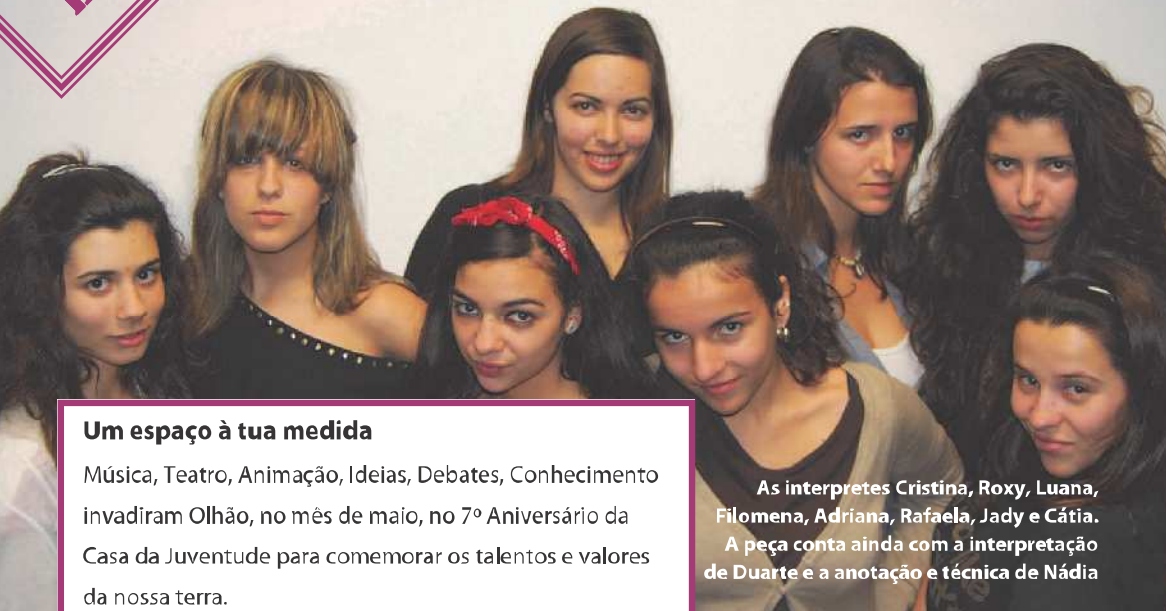 Um espaço à tua medida
Música, Teatro, Animação, Ideias, Debates, Conhecimento
invadiram Olhão, no mês de maio, no 7º Aniversário da
Casa da Juventude para comemorar os talentos e valores
da nossa terra.
As interpretes Cristina, Roxy, Luana,
Filomena, Adriana, Rafaela, Jady e Cátia.
A peça conta ainda com a interpretação
de Duarte e a anotação e técnica de Nádia